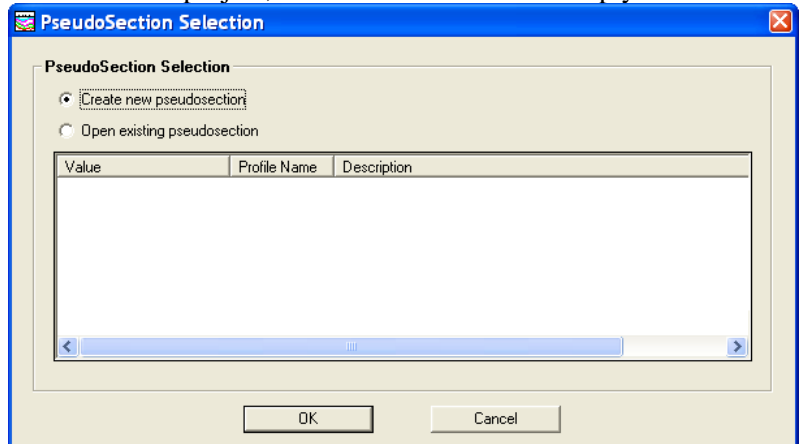 PseudoSection Selection
PseudoSection Selection
Create new pseudosection
Open existing pseudosection
Value Profile Name Description
OK Cancel